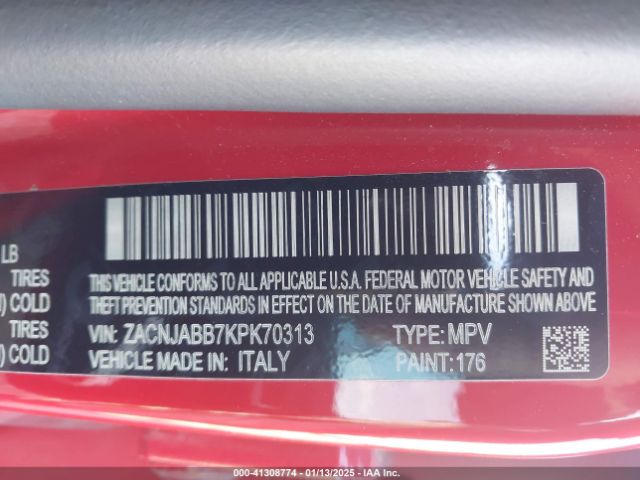 LB
TIRES
COLD
COLD
THIS VEHICLE CONFORMS TO ALL APPLICABLE U.S.A. FEDERAL MOTOR VEHICLE SAFETY AND
THEFT PREVENTION STANDARDS IN EFFECT ON THE DATE OF MANUFACTURE SHOWN ABOVE
VIN: ZACNJABB7KPK70313 TYPE: MPV
VEHICLE MADE IN: ITALY PAINT: 176
000-41308774 — 01/13/2025 — IAA Inc.